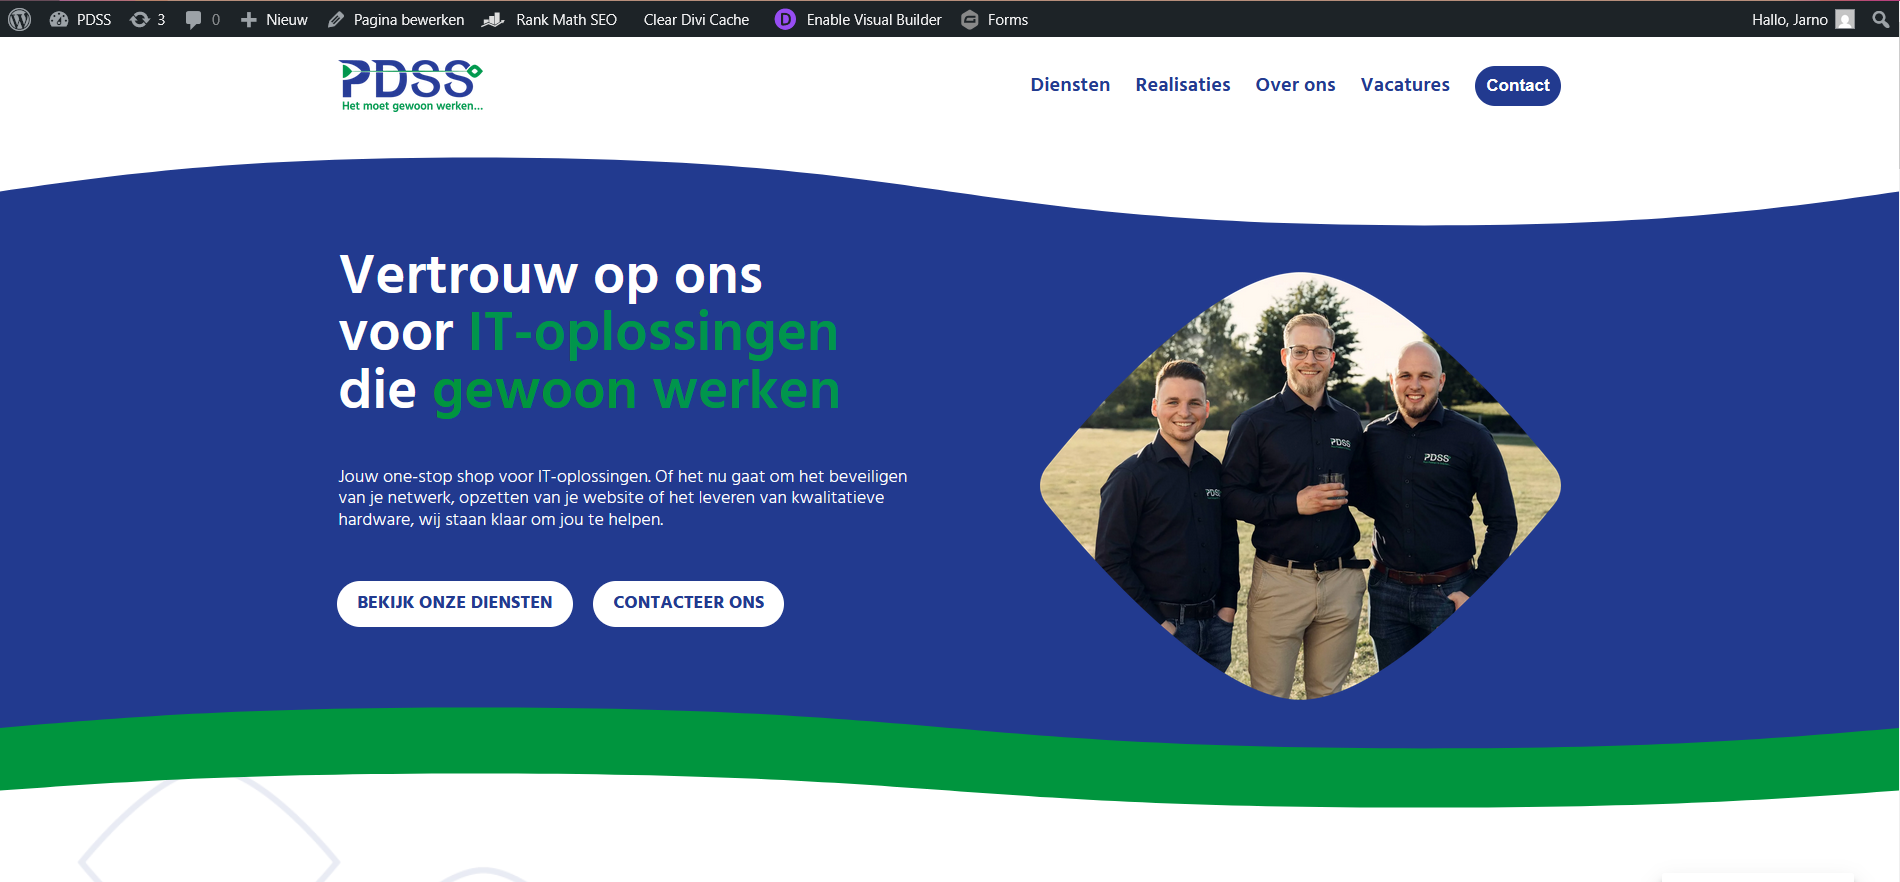 PDSS 3 0 Nieuw Pagina bewerken Rank Math SEO Clear Divi Cache D Enable Visual Builder Forms Hallo, Jarno
PDSS
Het moet gewoon werken...
Diensten Realisaties Over ons Vacatures Contact
Vertrouw op ons
voor IT-oplossingen
die gewoon werken
Jouw one-stop shop voor IT-oplossingen. Of het nu gaat om het beveiligen
van je netwerk, opzetten van je website of het leveren van kwalitatieve
hardware, wij staan klaar om jou te helpen.
BEKIJK ONZE DIENSTEN CONTACTEER ONS
PDSS
PDSS
PDSS